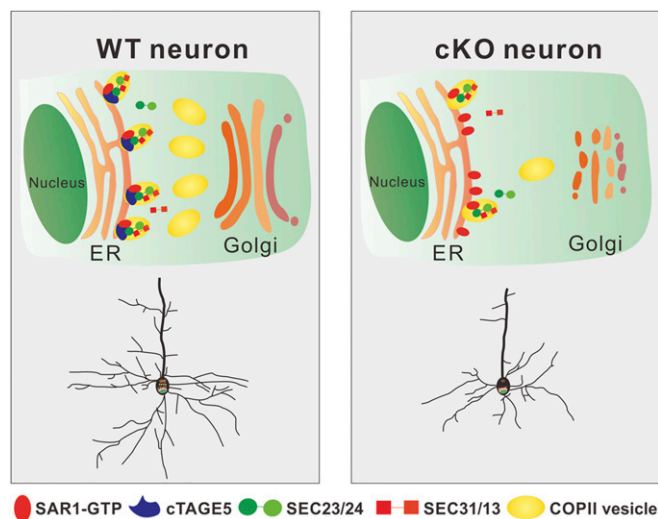 WT neuron
Nucleus
ER
Golgi
cKO neuron
Nucleus
ER
Golgi
SAR1-GTP cTAGE5 SEC23/24 SEC31/13 COPII vesicle